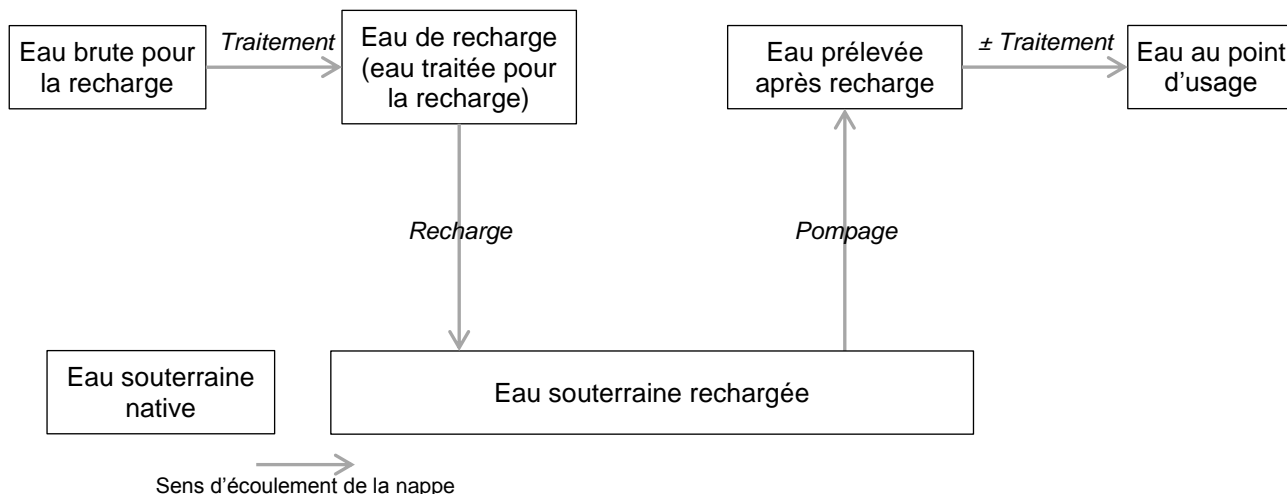 Eau brute pour
la recharge
Traitement
Eau de recharge
(eau traitée pour
la recharge)
Eau prélevée
après recharge
± Traitement
Eau au point
d’usage
Recharge
Pompage
Eau souterraine
native
Eau souterraine rechargée
Sens d’écoulement de la nappe